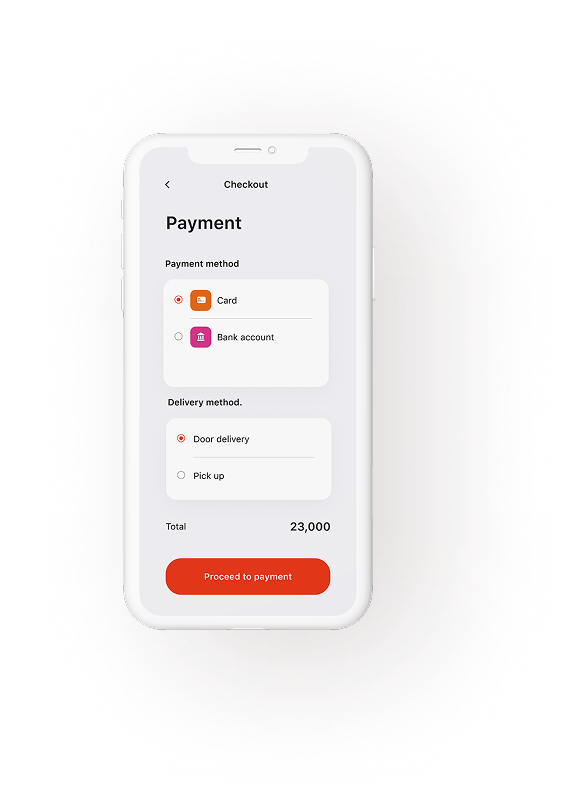 Checkout
Payment
Payment method
Card
Bank account
Delivery method.
Door delivery
Pick up
Total 23,000
Proceed to payment